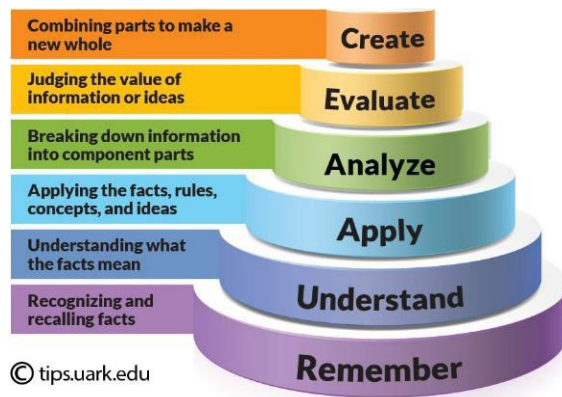 Combining parts to make a
new whole
Create
Judging the value of
information or ideas
Evaluate
Breaking down information
into component parts
Analyze
Applying the facts, rules,
concepts, and ideas
Apply
Understanding what
the facts mean
Understand
Recognizing and
recalling facts
Remember
© tips.uark.edu